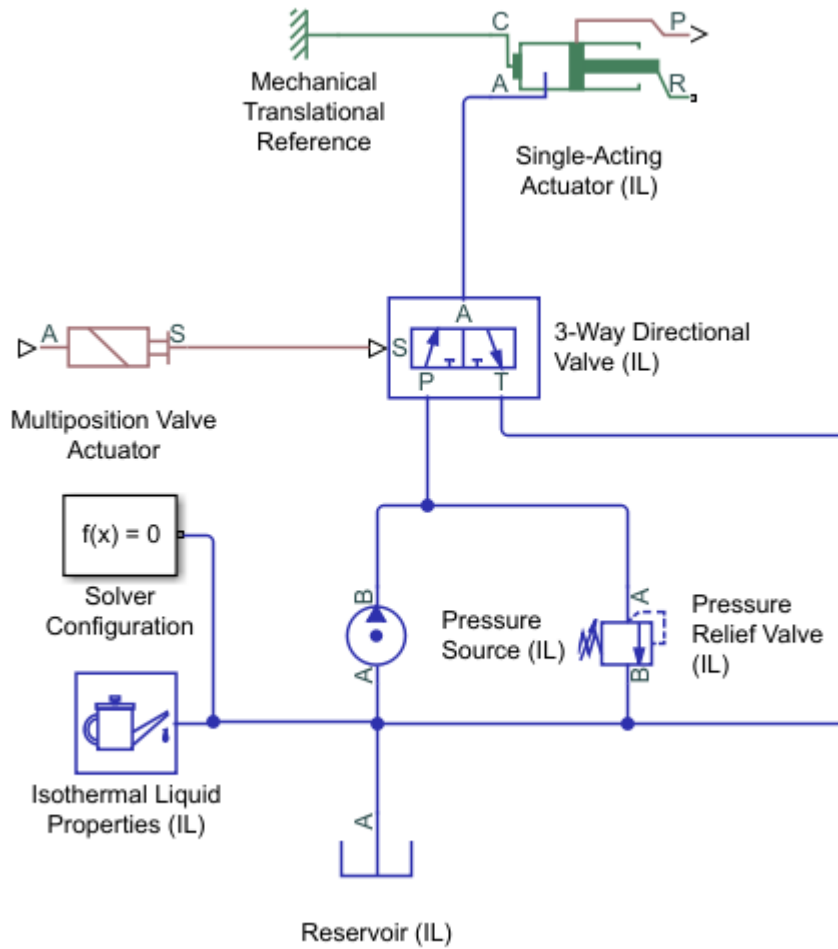 C
P
Mechanical
Translational
Reference
A
R
Single-Acting
Actuator (IL)
A
A
S
S
3-Way Directional
Valve (IL)
P
T
Multiposition Valve
Actuator
f(x) = 0
Solver
Configuration
B
A
Pressure
Source (IL)
A
B
Pressure
Relief Valve
(IL)
Isothermal Liquid
Properties (IL)
A
Reservoir (IL)